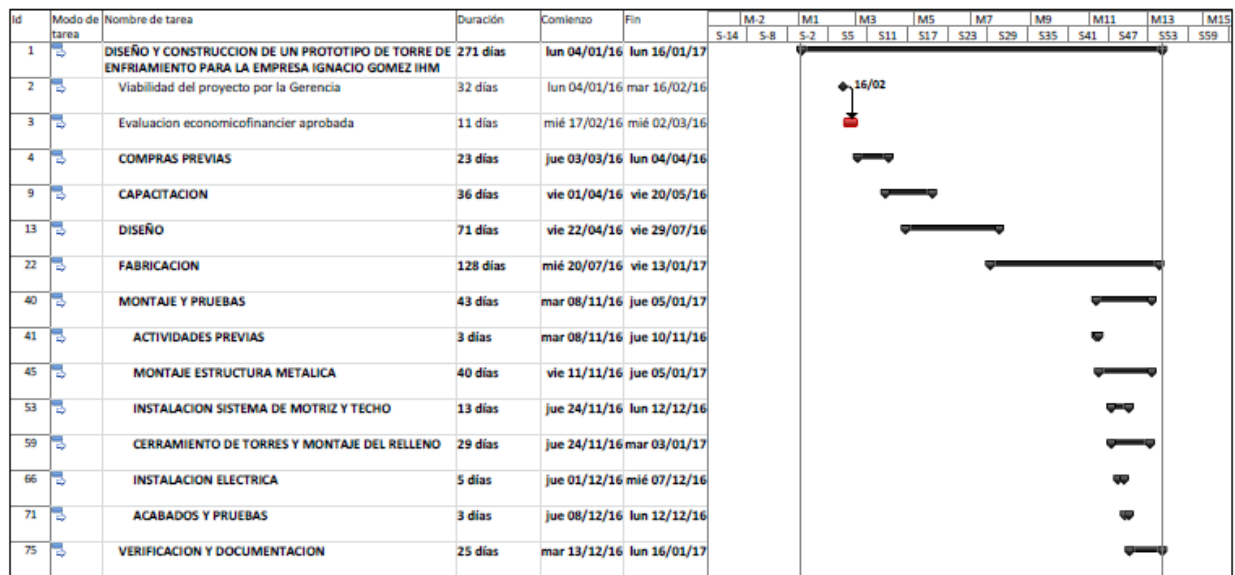 Id Modo de Nombre de tarea Duración Comienzo Fin M-2 M1 M3 M5 M7 M9 M11 M13 M15
tarea S-14 S-8 S-2 S5 S11 S17 S23 S29 S35 S41 S47 S53 S59
1 DISEÑO Y CONSTRUCCION DE UN PROTOTIPO DE TORRE DE 271 días lun 04/01/16 lun 16/01/17
ENFRIAMIENTO PARA LA EMPRESA IGNACIO GOMEZ IHM
2 Viabilidad del proyecto por la Gerencia 32 días lun 04/01/16 mar 16/02/16 16/02
3 Evaluacion economicofinancier aprobada 11 días mié 17/02/16 mié 02/03/16
4 COMPRAS PREVIAS 23 días jue 03/03/16 lun 04/04/16
9 CAPACITACION 36 días vie 01/04/16 vie 20/05/16
13 DISEÑO 71 días vie 22/04/16 vie 29/07/16
22 FABRICACION 128 días mié 20/07/16 vie 13/01/17
40 MONTAJE Y PRUEBAS 43 días mar 08/11/16 jue 05/01/17
41 ACTIVIDADES PREVIAS 3 días mar 08/11/16 jue 10/11/16
45 MONTAJE ESTRUCTURA METALICA 40 días vie 11/11/16 jue 05/01/17
53 INSTALACION SISTEMA DE MOTRIZ Y TECHO 13 días jue 24/11/16 lun 12/12/16
59 CERRAMIENTO DE TORRES Y MONTAJE DEL RELLENO 29 días jue 24/11/16 mar 03/01/17
66 INSTALACION ELECTRICA 5 días jue 01/12/16 mié 07/12/16
71 ACABADOS Y PRUEBAS 3 días jue 08/12/16 lun 12/12/16
75 VERIFICACION Y DOCUMENTACION 25 días mar 13/12/16 lun 16/01/17